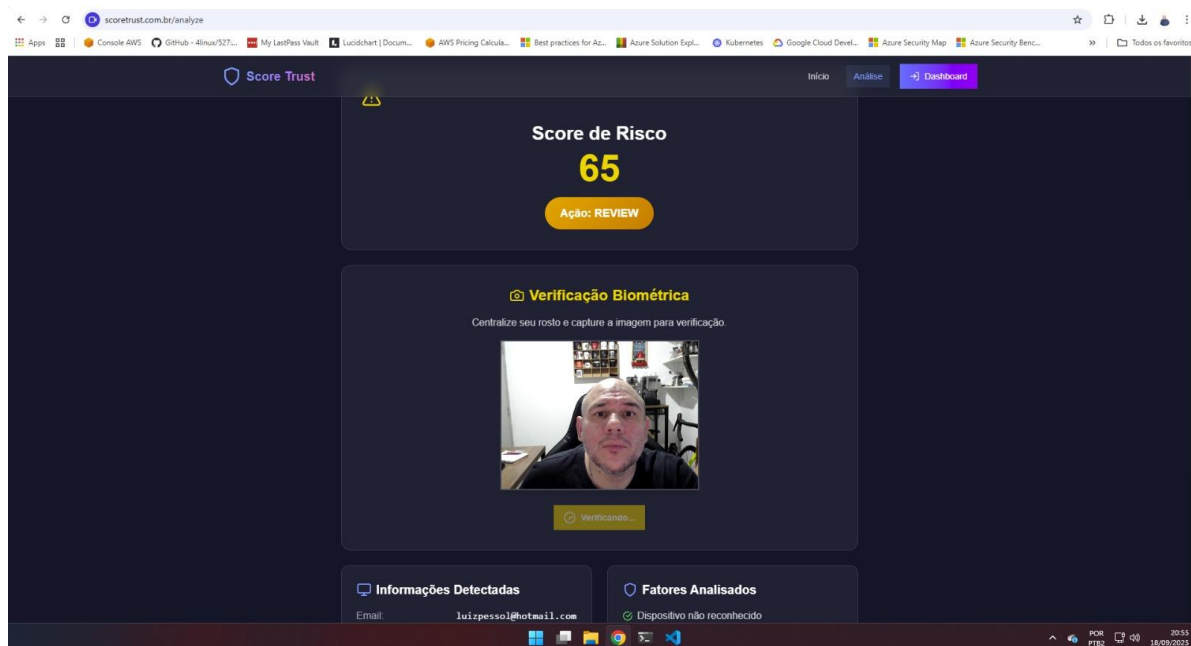 scoretrust.com.br/analyze
Apps
Console AWS
GitHub - 4linux/527:...
My LastPass Vault
Lucidchart | Docum...
AWS Pricing Calcula...
Best practices for Az...
Azure Solution Expl...
Kubernetes
Google Cloud Devel...
Azure Security Map
Azure Security Benc...
Todos os favoritos
Score Trust
Início
Análise
Dashboard
Score de Risco
65
Ação: REVIEW
Verificação Biométrica
Centralize seu rosto e capture a imagem para verificação.
Verificando...
Informações Detectadas
Email:
luizpessol@hotmail.com
Fatores Analisados
Dispositivo não reconhecido
POR
PTB2
20:55
18/09/2025